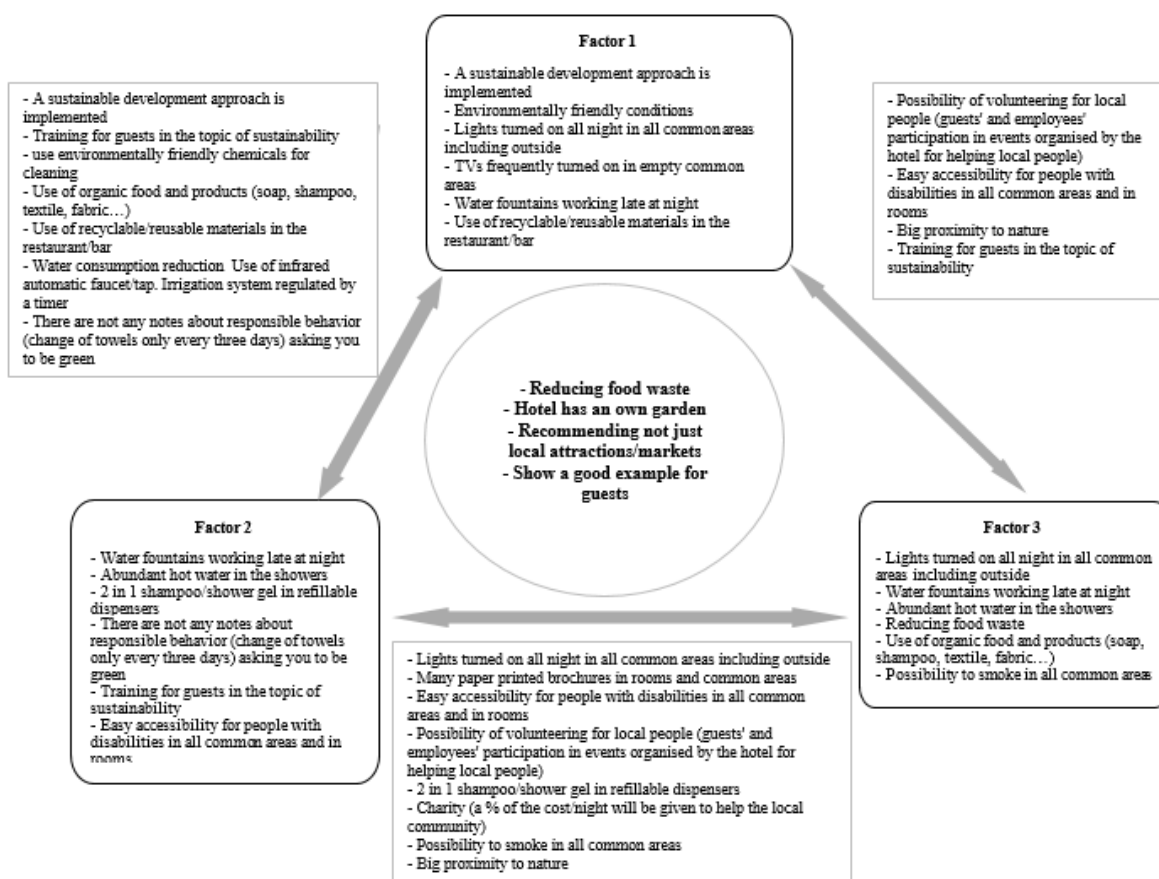 Factor 1
- A sustainable development approach is
implemented
- Environmentally friendly conditions
- Lights turned on all night in all common areas
including outside
- TVs frequently turned on in empty common
areas
- Water fountains working late at night
- Use of recyclable/reusable materials in the
restaurant/bar
- A sustainable development approach is
implemented
- Training for guests in the topic of sustainability
- use environmentally friendly chemicals for
cleaning
- Use of organic food and products (soap, shampoo,
textile, fabric…)
- Use of recyclable/reusable materials in the
restaurant/bar
- Water consumption reduction Use of infrared
automatic faucet/tap. Irrigation system regulated by
a timer
- There are not any notes about responsible behavior
(change of towels only every three days) asking you
to be green
- Possibility of volunteering for local
people (guests' and employees'
participation in events organised by the
hotel for helping local people)
- Easy accessibility for people with
disabilities in all common areas and in
rooms
- Big proximity to nature
- Training for guests in the topic of
sustainability
- Reducing food waste
- Hotel has an own garden
- Recommending not just
local attractions/markets
- Show a good example for
guests
Factor 2
- Water fountains working late at night
- Abundant hot water in the showers
- 2 in 1 shampoo/shower gel in refillable
dispensers
- There are not any notes about
responsible behavior (change of towels
only every three days) asking you to be
green
- Training for guests in the topic of
sustainability
- Easy accessibility for people with
disabilities in all common areas and in
rooms
Factor 3
- Lights turned on all night in all common
areas including outside
- Water fountains working late at night
- Abundant hot water in the showers
- Reducing food waste
- Use of organic food and products (soap,
shampoo, textile, fabric…)
- Possibility to smoke in all common areas
- Lights turned on all night in all common areas including outside
- Many paper printed brochures in rooms and common areas
- Easy accessibility for people with disabilities in all common
areas and in rooms
- Possibility of volunteering for local people (guests' and
employees' participation in events organised by the hotel for
helping local people)
- 2 in 1 shampoo/shower gel in refillable dispensers
- Charity (a % of the cost/night will be given to help the local
community)
- Possibility to smoke in all common areas
- Big proximity to nature